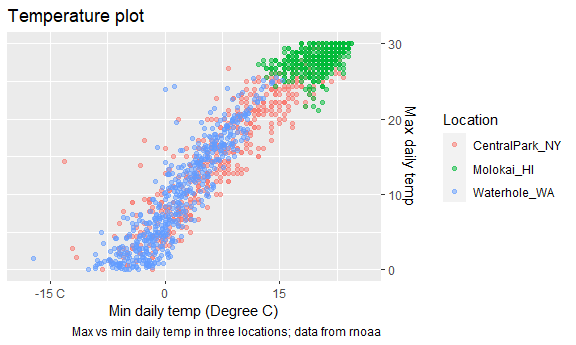 Temperature plot
30
20
10
0
Max daily temp
-15 C
0
15
Min daily temp (Degree C)
Max vs min daily temp in three locations; data from rnoaa
Location
CentralPark_NY
Molokai_HI
Waterhole_WA